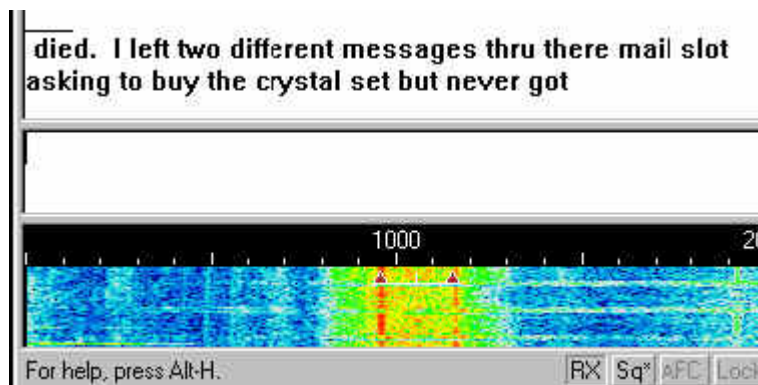 died. I left two different messages thru there mail slot
asking to buy the crystal set but never got
1000
For help, press Alt-H. RX Sq* AFC Lock